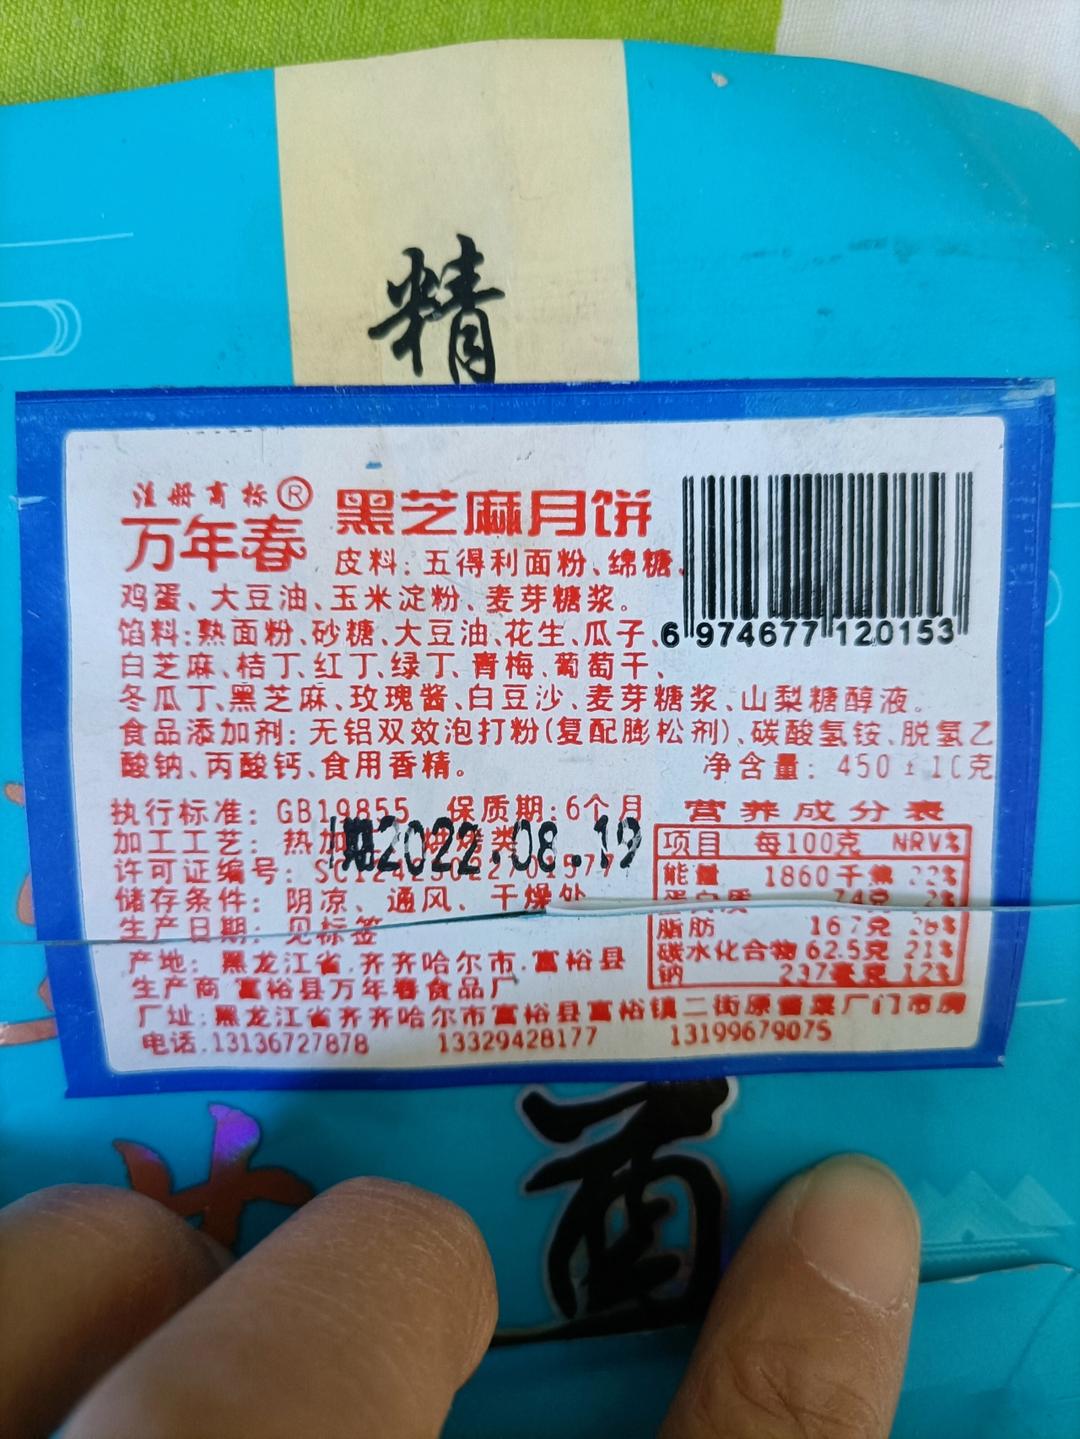 精
注册商标®
万年春
黑芝麻月饼
皮料:五得利面粉、绵糖、
鸡蛋、大豆油、玉米淀粉、麦芽糖浆。
馅料:熟面粉、砂糖、大豆油、花生、瓜子、
白芝麻、桔丁、红丁、绿丁、青梅、葡萄干、
冬瓜丁、黑芝麻、玫瑰酱、白豆沙、麦芽糖浆、山梨糖醇液。
食品添加剂:无铝双效泡打粉(复配膨松剂)、碳酸氢铵、脱氢乙
酸钠、丙酸钙、食用香精。
净含量:450±10克
6 974677 120153
执行标准:GB19855 保质期:6个月
加工工艺:热加 烘烤类
2022.08.19
许可证编号:
储存条件:阴凉、通风、干燥处
生产日期:见标签
产地:黑龙江省.齐齐哈尔市.富裕县
生产商 富裕县万年春食品厂
厂址:黑龙江省齐齐哈尔市富裕县富裕镇二街原酱菜厂门市房
电话.13136727878 13329428177 13199679075
营养成分表
项目 每100克 NRV%
能量 1860千焦 22%
蛋白质 克 2%
脂肪 克
碳水化合物 62.5克 21%
钠 237毫克 12%
酉